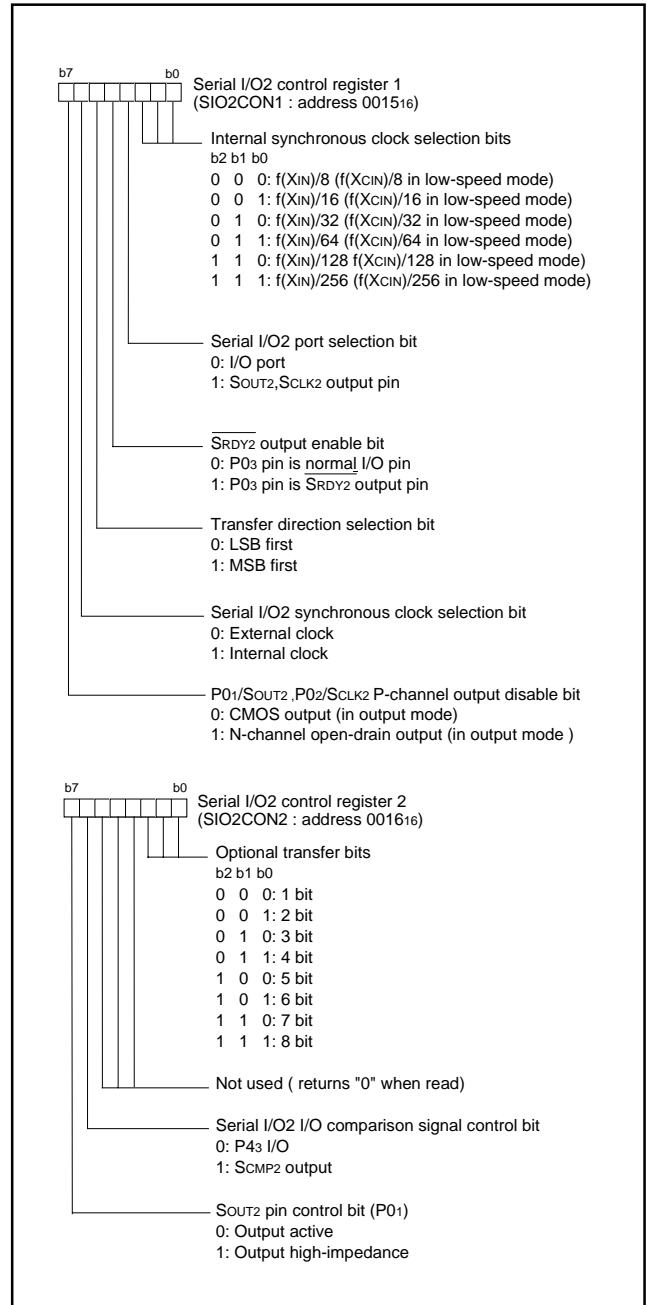 b7 b0
Serial I/O2 control register 1
(SIO2CON1 : address 001516)
Internal synchronous clock selection bits
b2 b1 b0
0 0 0: f(XIN)/8 (f(XCIN)/8 in low-speed mode)
0 0 1: f(XIN)/16 (f(XCIN)/16 in low-speed mode)
0 1 0: f(XIN)/32 (f(XCIN)/32 in low-speed mode)
0 1 1: f(XIN)/64 (f(XCIN)/64 in low-speed mode)
1 1 0: f(XIN)/128 f(XCIN)/128 in low-speed mode)
1 1 1: f(XIN)/256 (f(XCIN)/256 in low-speed mode)
Serial I/O2 port selection bit
0: I/O port
1: SOUT2,SCLK2 output pin
SRDY2 output enable bit
0: P03 pin is normal I/O pin
1: P03 pin is SRDY2 output pin
Transfer direction selection bit
0: LSB first
1: MSB first
Serial I/O2 synchronous clock selection bit
0: External clock
1: Internal clock
P01/SOUT2 ,P02/SCLK2 P-channel output disable bit
0: CMOS output (in output mode)
1: N-channel open-drain output (in output mode )
b7 b0
Serial I/O2 control register 2
(SIO2CON2 : address 001616)
Optional transfer bits
b2 b1 b0
0 0 0: 1 bit
0 0 1: 2 bit
0 1 0: 3 bit
0 1 1: 4 bit
1 0 0: 5 bit
1 0 1: 6 bit
1 1 0: 7 bit
1 1 1: 8 bit
Not used ( returns "0" when read)
Serial I/O2 I/O comparison signal control bit
0: P43 I/O
1: SCMP2 output
SOUT2 pin control bit (P01)
0: Output active
1: Output high-impedance